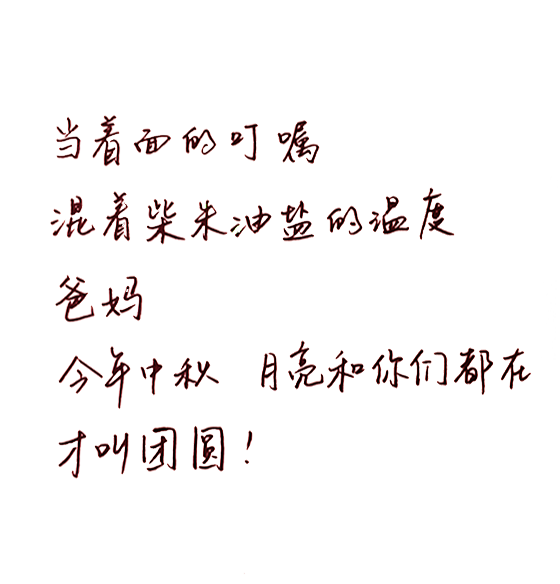 当着面的叮嘱
混着柴米油盐的温度
爸妈
今年中秋 月亮和你们都在
才叫团圆！